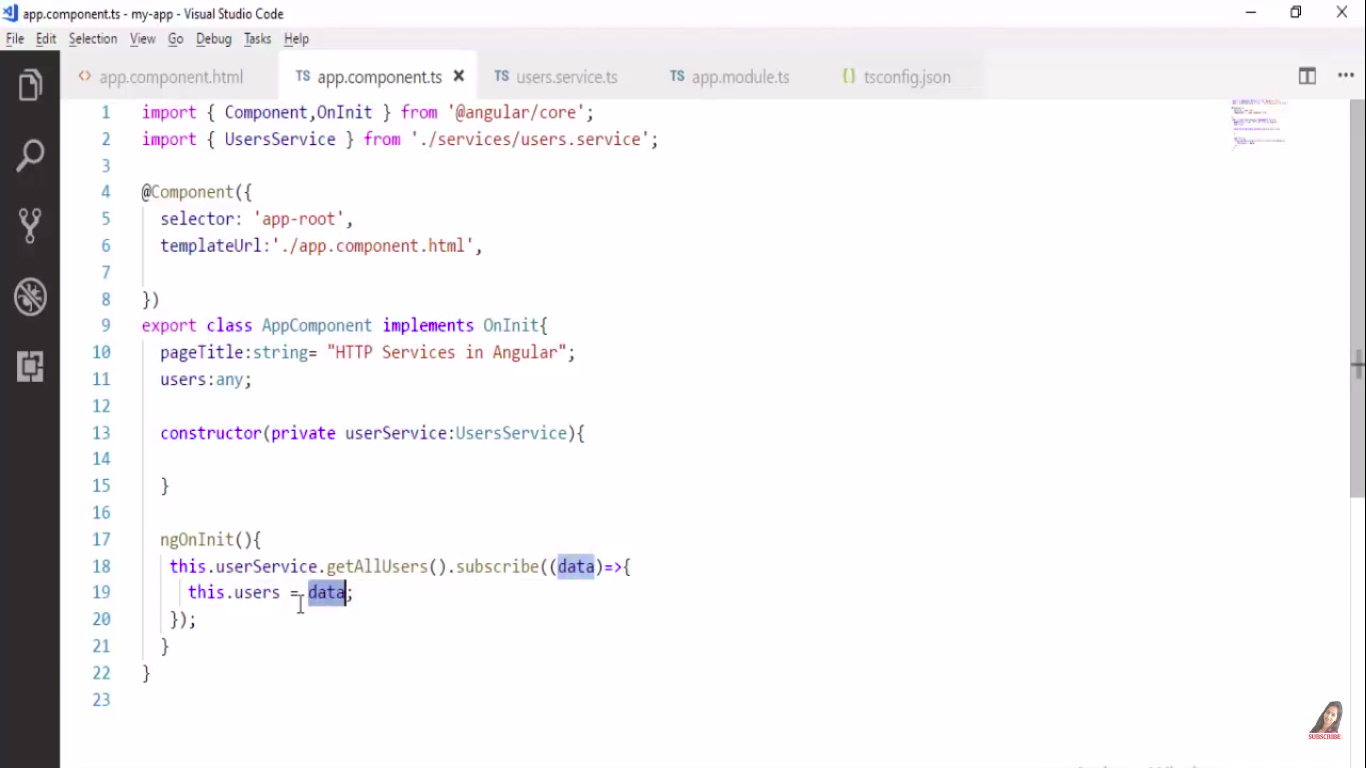 app.component.ts - my-app - Visual Studio Code
File Edit Selection View Go Debug Tasks Help
<> app.component.html TS app.component.ts × TS users.service.ts TS app.module.ts {} tsconfig.json
1 import { Component,OnInit } from '@angular/core';
2 import { UsersService } from './services/users.service';
3
4 @Component({
5 selector: 'app-root',
6 templateUrl:'./app.component.html',
7
8 })
9 export class AppComponent implements OnInit{
10 pageTitle:string= "HTTP Services in Angular";
11 users:any;
12
13 constructor(private userService:UsersService){
14
15 }
16
17 ngOnInit(){
18 this.userService.getAllUsers().subscribe((data)=>{
19 this.users = data;
20 });
21 }
22 }
23
SUBSCRIBE